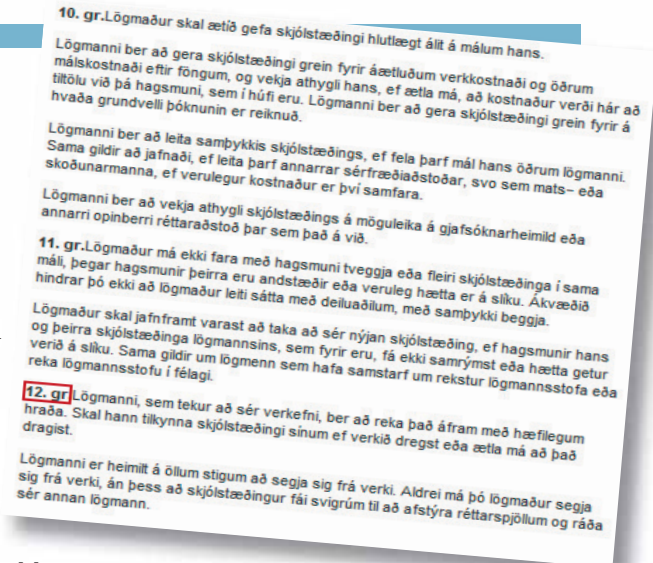 10. gr.Lögmaður skal ætíð gefa skjólstæðingi hlutlægt álit á málum hans.
Lögmanni ber að gera skjólstæðingi grein fyrir áætluðum verkkostnaði og öðrum
málskostnaði eftir föngum, og vekja athygli hans, ef ætla má, að kostnaður verði hár að
tiltölu við þá hagsmuni, sem í húfi eru. Lögmanni ber að gera skjólstæðingi grein fyrir á
hvaða grundvelli þóknunin er reiknuð.
Lögmanni ber að leita samþykkis skjólstæðings, ef fela þarf mál hans öðrum lögmanni.
Sama gildir að jafnaði, ef leita þarf annarrar sérfræðiaðstoðar, svo sem mats– eða
skoðunarmanna, ef verulegur kostnaður er því samfara.
Lögmanni ber að vekja athygli skjólstæðings á möguleika á gjafsóknarheimild eða
annarri opinberri réttaraðstoð þar sem það á við.
11. gr.Lögmaður má ekki fara með hagsmuni tveggja eða fleiri skjólstæðinga í sama
máli, þegar hagsmunir þeirra eru andstæðir eða veruleg hætta er á slíku. Ákvæðið
hindrar þó ekki að lögmaður leiti sátta með deiluaðilum, með samþykki beggja.
Lögmaður skal jafnframt varast að taka að sér nýjan skjólstæðing, ef hagsmunir hans
og þeirra skjólstæðinga lögmannsins, sem fyrir eru, fá ekki samrýmst eða hætta getur
verið á slíku. Sama gildir um lögmenn sem hafa samstarf um rekstur lögmannsstofa eða
reka lögmannsstofu í félagi.
12. gr Lögmanni, sem tekur að sér verkefni, ber að reka það áfram með hæfilegum
hraða. Skal hann tilkynna skjólstæðingi sínum ef verkið dregst eða ætla má að það
dragist.
Lögmanni er heimilt á öllum stigum að segja sig frá verki. Aldrei má þó lögmaður segja
sig frá verki, án þess að skjólstæðingur fái svigrúm til að afstýra réttarspjöllum og ráða
sér annan lögmann.